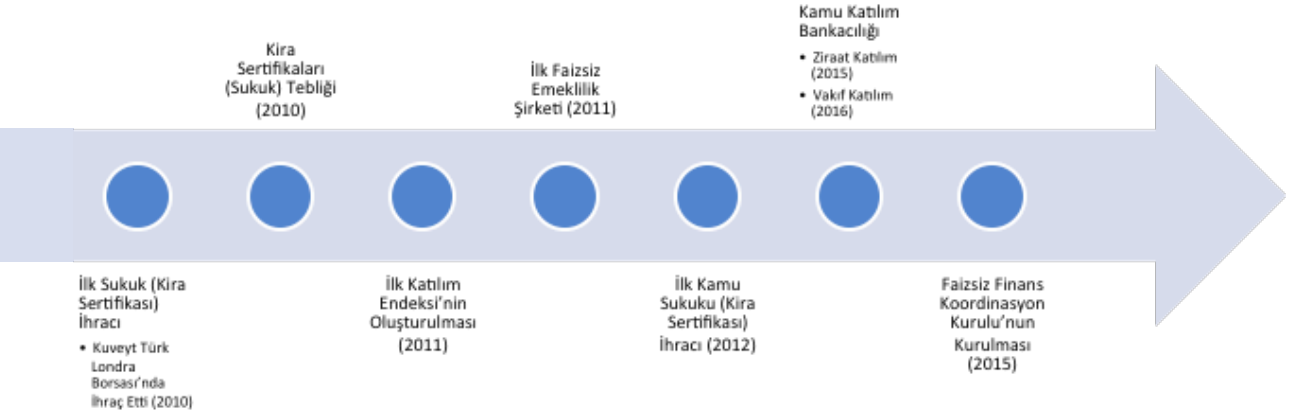 İlk Sukuk (Kira
Sertifikası)
İhracı
• Kuveyt Türk
Londra
Borsası'nda
İhraç Etti (2010)
Kira
Sertifikaları
(Sukuk) Tebliği
(2010)
İlk Katılım
Endeksi'nin
Oluşturulması
(2011)
İlk Faizsiz
Emeklilik
Şirketi (2011)
İlk Kamu
Sukuku (Kira
Sertifikası)
İhracı (2012)
Kamu Katılım
Bankacılığı
• Ziraat Katılım
(2015)
• Vakıf Katılım
(2016)
Faizsiz Finans
Koordinasyon
Kurulu'nun
Kurulması
(2015)